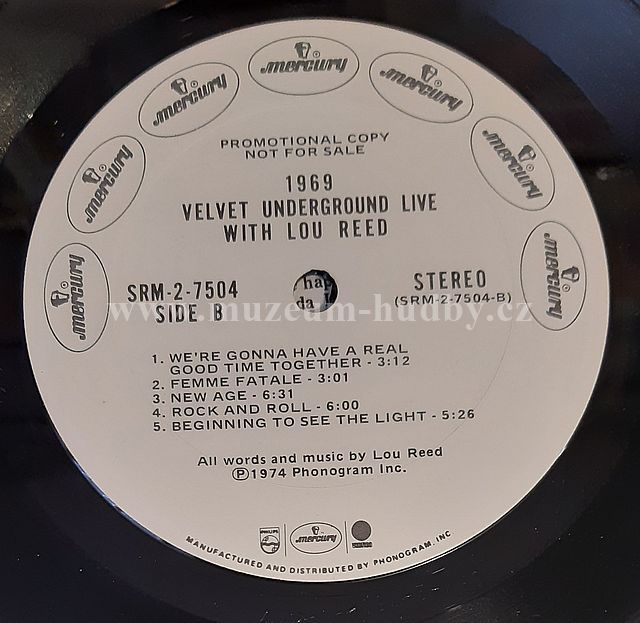 mercury
mercury
mercury
mercury
mercury
mercury
mercury
PROMOTIONAL COPY
NOT FOR SALE
1969
VELVET UNDERGROUND LIVE
WITH LOU REED
SRM-2-7504
SIDE B
STEREO
(SRM-2-7504-B)
www.muzeum-hudby.cz
1. WE'RE GONNA HAVE A REAL
GOOD TIME TOGETHER - 3:12
2. FEMME FATALE - 3:01
3. NEW AGE - 6:31
4. ROCK AND ROLL - 6:00
5. BEGINNING TO SEE THE LIGHT - 5:26
All words and music by Lou Reed
Ⓟ1974 Phonogram Inc.
PHILIPS
mercury
MANUFACTURED AND DISTRIBUTED BY PHONOGRAM, INC